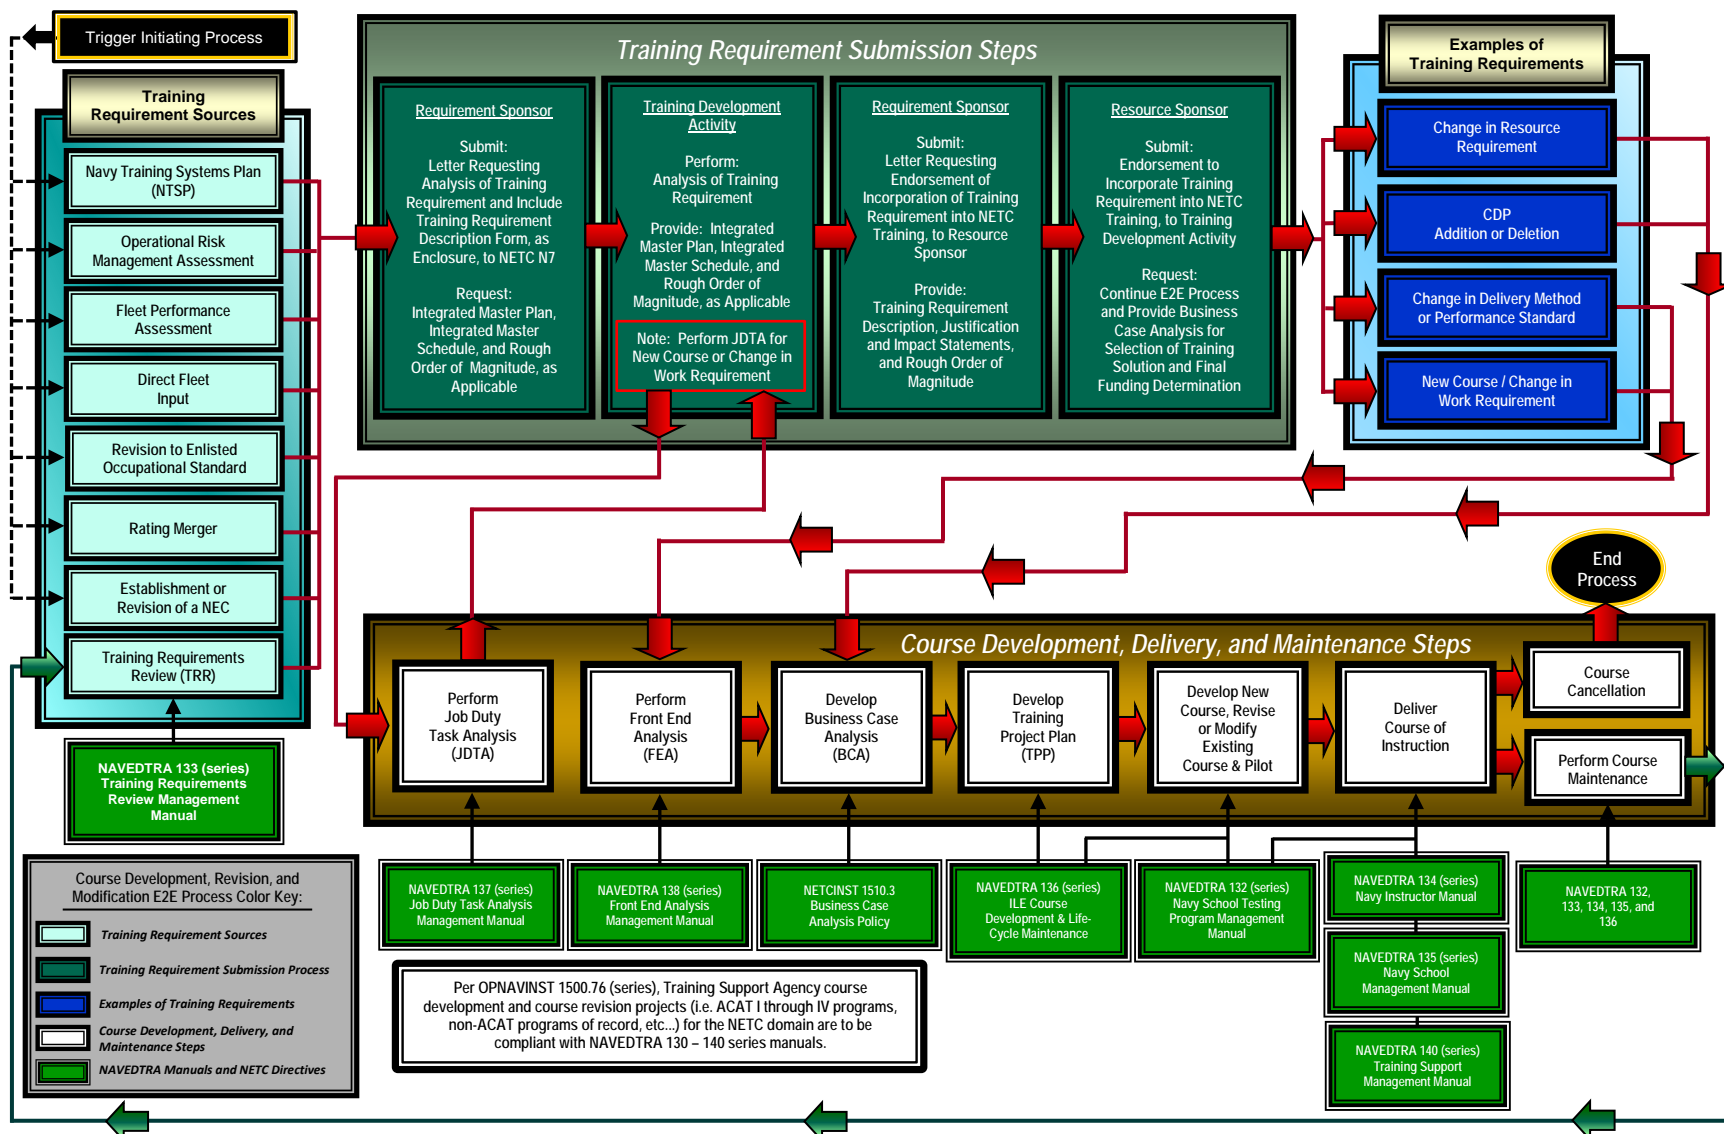 Trigger Initiating Process
Training
Requirement Sources
Navy Training Systems Plan
(NTSP)
Operational Risk
Management Assessment
Fleet Performance
Assessment
Direct Fleet
Input
Revision to Enlisted
Occupational Standard
Rating Merger
Establishment or
Revision of a NEC
Training Requirements
Review (TRR)
NAVEDTRA 133 (series)
Training Requirements
Review Management
Manual
Training Requirement Submission Steps
Requirement Sponsor
Submit:
Letter Requesting
Analysis of Training
Requirement and Include
Training Requirement
Description Form, as
Enclosure, to NETC N7
Request:
Integrated Master Plan,
Integrated Master
Schedule, and Rough
Order of Magnitude, as
Applicable
Training Development
Activity
Perform:
Analysis of Training
Requirement
Provide: Integrated
Master Plan, Integrated
Master Schedule, and
Rough Order of
Magnitude, as Applicable
Note: Perform JDTA for
New Course or Change in
Work Requirement
Requirement Sponsor
Submit:
Letter Requesting
Endorsement of
Incorporation of Training
Requirement into NETC
Training, to Resource
Sponsor
Provide:
Training Requirement
Description, Justification
and Impact Statements,
and Rough Order of
Magnitude
Resource Sponsor
Submit:
Endorsement to
Incorporate Training
Requirement into NETC
Training, to Training
Development Activity
Request:
Continue E2E Process
and Provide Business
Case Analysis for
Selection of Training
Solution and Final
Funding Determination
Examples of
Training Requirements
Change in Resource
Requirement
CDP
Addition or Deletion
Change in Delivery Method
or Performance Standard
New Course / Change in
Work Requirement
End
Process
Course Development, Delivery, and Maintenance Steps
Perform
Job Duty
Task Analysis
(JDTA)
Perform
Front End
Analysis
(FEA)
Develop
Business Case
Analysis
(BCA)
Develop
Training
Project Plan
(TPP)
Develop New
Course, Revise
or Modify
Existing
Course & Pilot
Deliver
Course of
Instruction
Course
Cancellation
Perform Course
Maintenance
NAVEDTRA 137 (series)
Job Duty Task Analysis
Management Manual
NAVEDTRA 138 (series)
Front End Analysis
Management Manual
NETCINST 1510.3
Business Case
Analysis Policy
NAVEDTRA 136 (series)
ILE Course
Development & Life-
Cycle Maintenance
NAVEDTRA 132 (series)
Navy School Testing
Program Management
Manual
NAVEDTRA 134 (series)
Navy Instructor Manual
NAVEDTRA 135 (series)
Navy School
Management Manual
NAVEDTRA 140 (series)
Training Support
Management Manual
NAVEDTRA 132,
133, 134, 135, and
136
Course Development, Revision, and
Modification E2E Process Color Key:
Training Requirement Sources
Training Requirement Submission Process
Examples of Training Requirements
Course Development, Delivery, and
Maintenance Steps
NAVEDTRA Manuals and NETC Directives
Per OPNAVINST 1500.76 (series), Training Support Agency course
development and course revision projects (i.e. ACAT I through IV programs,
non-ACAT programs of record, etc...) for the NETC domain are to be
compliant with NAVEDTRA 130 – 140 series manuals.